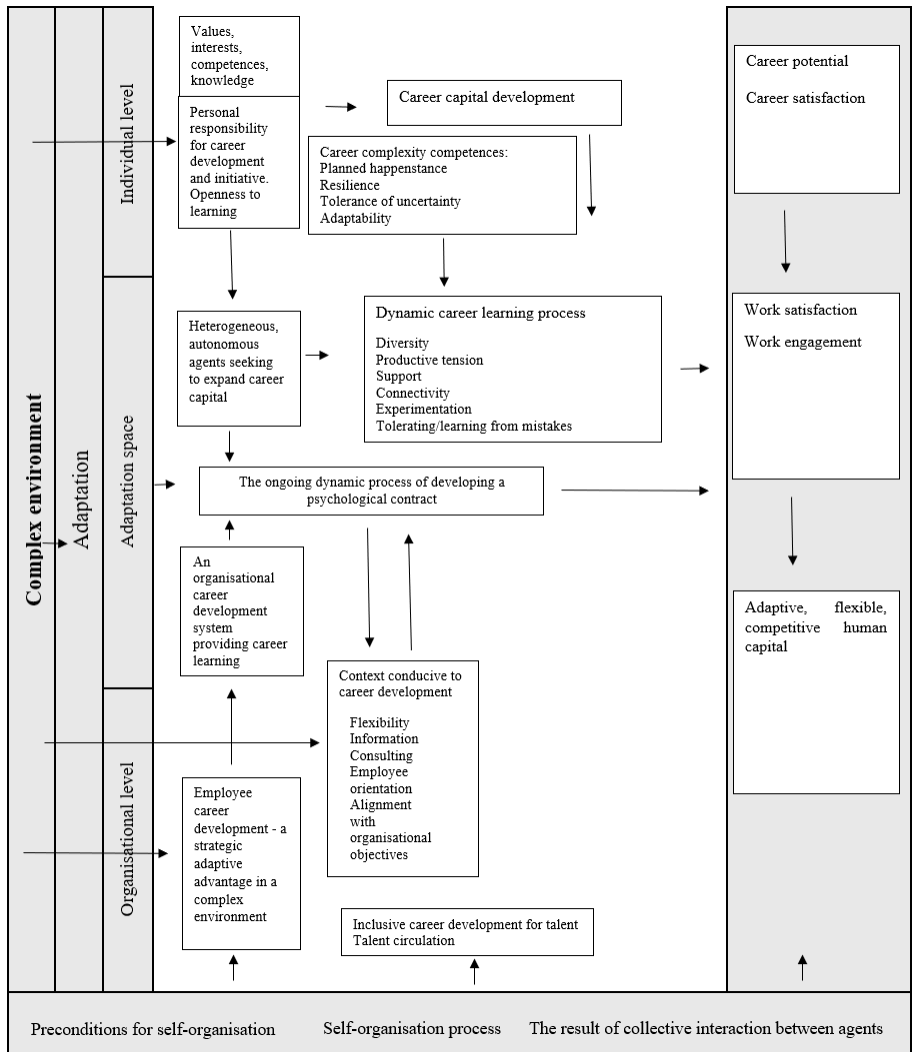 Complex environment
Adaptation
Individual level
Adaptation space
Organisational level
Values,
interests,
competences,
knowledge
Personal
responsibility
for career
development
and initiative.
Openness to
learning
Career capital development
Career complexity competences:
Planned happenstance
Resilience
Tolerance of uncertainty
Adaptability
Heterogeneous,
autonomous
agents seeking
to expand career
capital
Dynamic career learning process
Diversity
Productive tension
Support
Connectivity
Experimentation
Tolerating/learning from mistakes
The ongoing dynamic process of developing a
psychological contract
An
organisational
career
development
system
providing career
learning
Context conducive to
career development
Flexibility
Information
Consulting
Employee
orientation
Alignment
with
organisational
objectives
Employee
career
development - a
strategic
adaptive
advantage in a
complex
environment
Inclusive career development for talent
Talent circulation
Career potential
Career satisfaction
Work satisfaction
Work engagement
Adaptive, flexible,
competitive human
capital
Preconditions for self-organisation
Self-organisation process
The result of collective interaction between agents